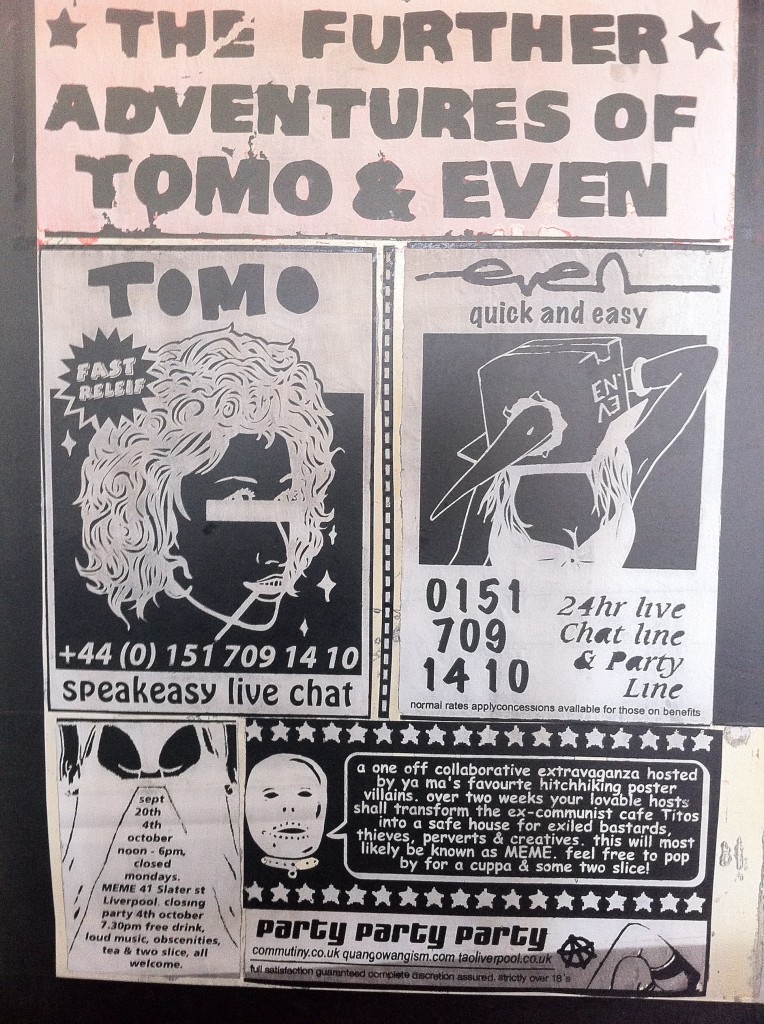 THE FURTHER
ADVENTURES OF
TOMO & EVEN
TOMO
FAST
RELEIF
+44 (0) 151 709 14 10
speakeasy live chat
even
quick and easy
EN-
0151
709
14 10
24hr live
Chat line
& Party
Line
normal rates applyconcessions available for those on benefits
sept
20th
4th
october
noon - 6pm,
closed
mondays.
MEME 41 Slater st
Liverpool. closing
party 4th october
7.30pm free drink,
loud music, obscenities,
tea & two slice, all
welcome.
a one off collaborative extravaganza hosted
by ya ma's favourte hitchhiking poster
villains. over two weeks your lovable hosts
shall transform the ex-communist cafe Titos
into a safe house for exiled bastards,
thieves, perverts & creatives. this will most
likely be known as MEME. feel free to pop
by for a cuppa & some two slice!
party party party
commutiny.co.uk quangowangism.com taoliverpool.co.uk
full satisfaction guaranteed complete discretion assured. strictly over 18's